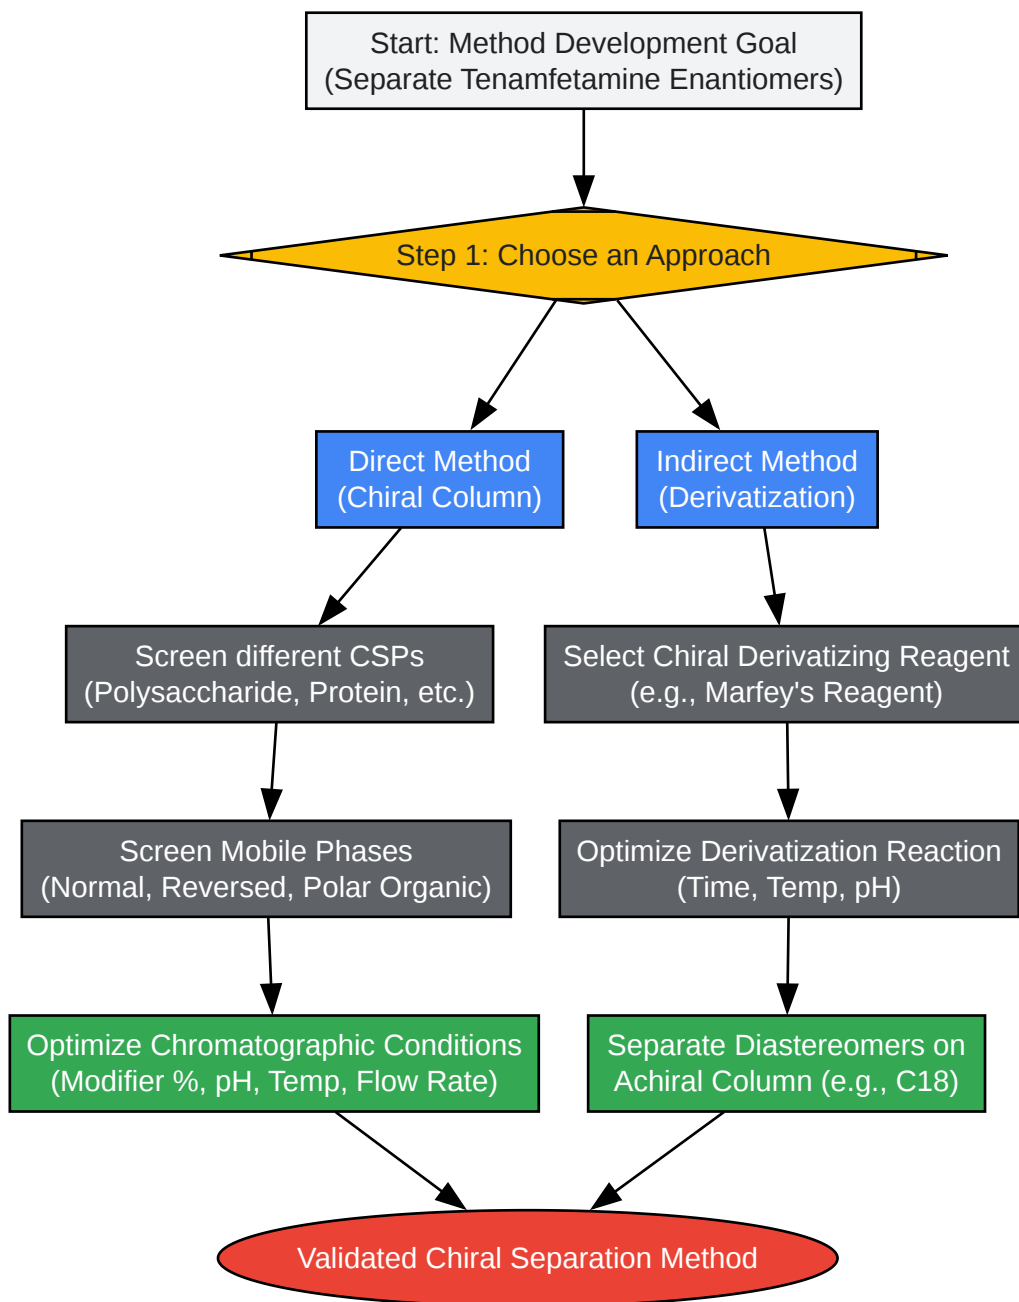 Start: Method Development Goal
(Separate Tenamfetamine Enantiomers)
Step 1: Choose an Approach
Direct Method
(Chiral Column)
Indirect Method
(Derivatization)
Screen different CSPs
(Polysaccharide, Protein, etc.)
Select Chiral Derivatizing Reagent
(e.g., Marfey's Reagent)
Screen Mobile Phases
(Normal, Reversed, Polar Organic)
Optimize Derivatization Reaction
(Time, Temp, pH)
Optimize Chromatographic Conditions
(Modifier %, pH, Temp, Flow Rate)
Separate Diastereomers on
Achiral Column (e.g., C18)
Validated Chiral Separation Method